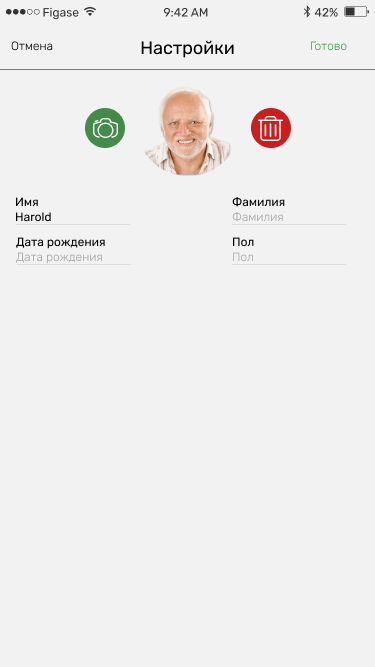 Figase 9:42 AM 42%
Отмена Настройки Готово
Имя Фамилия
Harold Фамилия
Дата рождения Пол
Дата рождения Пол